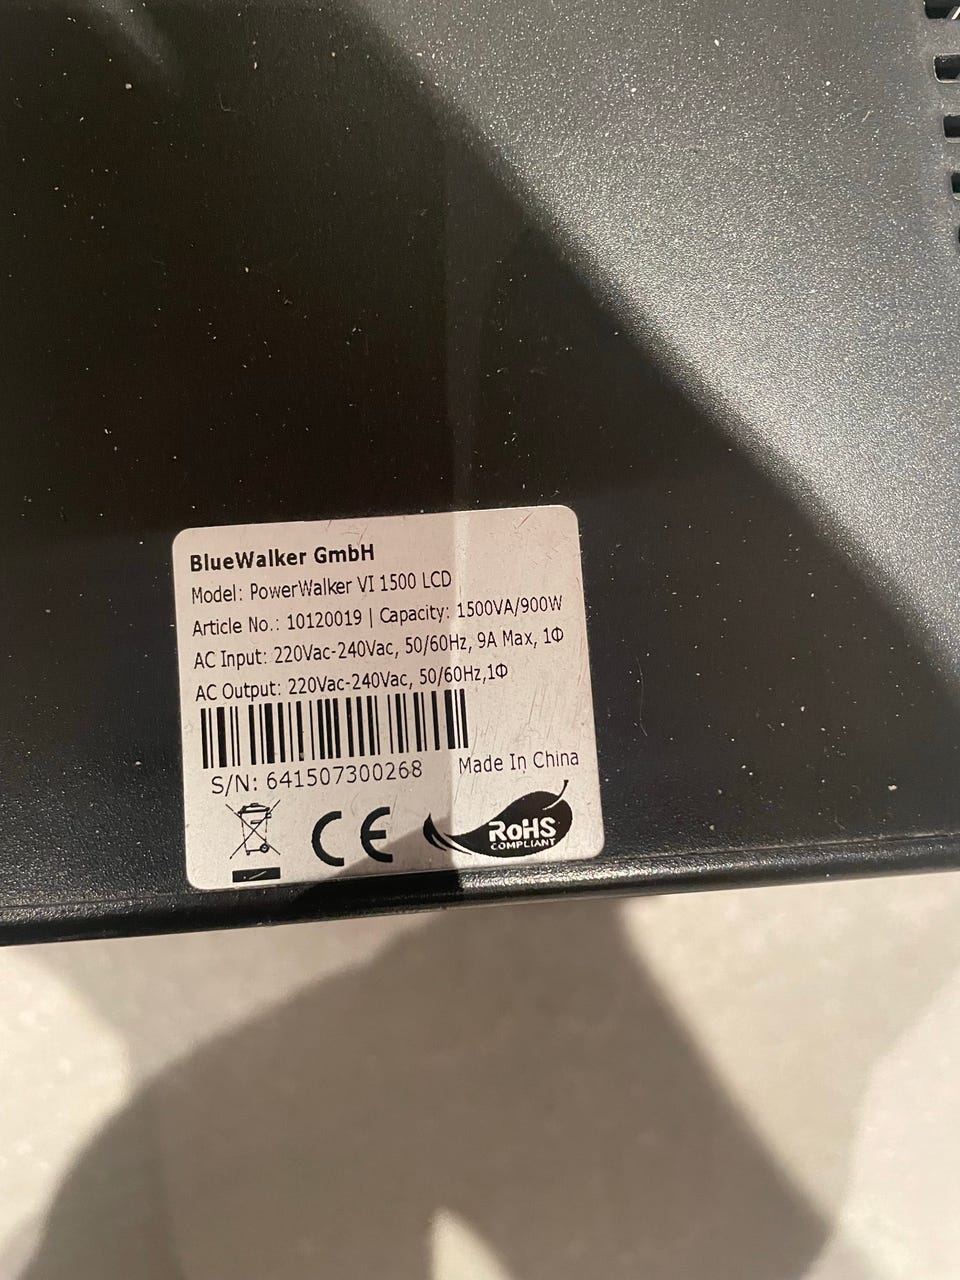 BlueWalker GmbH
Model: PowerWalker VI 1500 LCD
Article No.: 10120019 | Capacity: 1500VA/900W
AC Input: 220Vac-240Vac, 50/60Hz, 9A Max, 1Φ
AC Output: 220Vac-240Vac, 50/60Hz,1Φ
S/N: 641507300268
Made In China
CE
RoHS
COMPLIANT